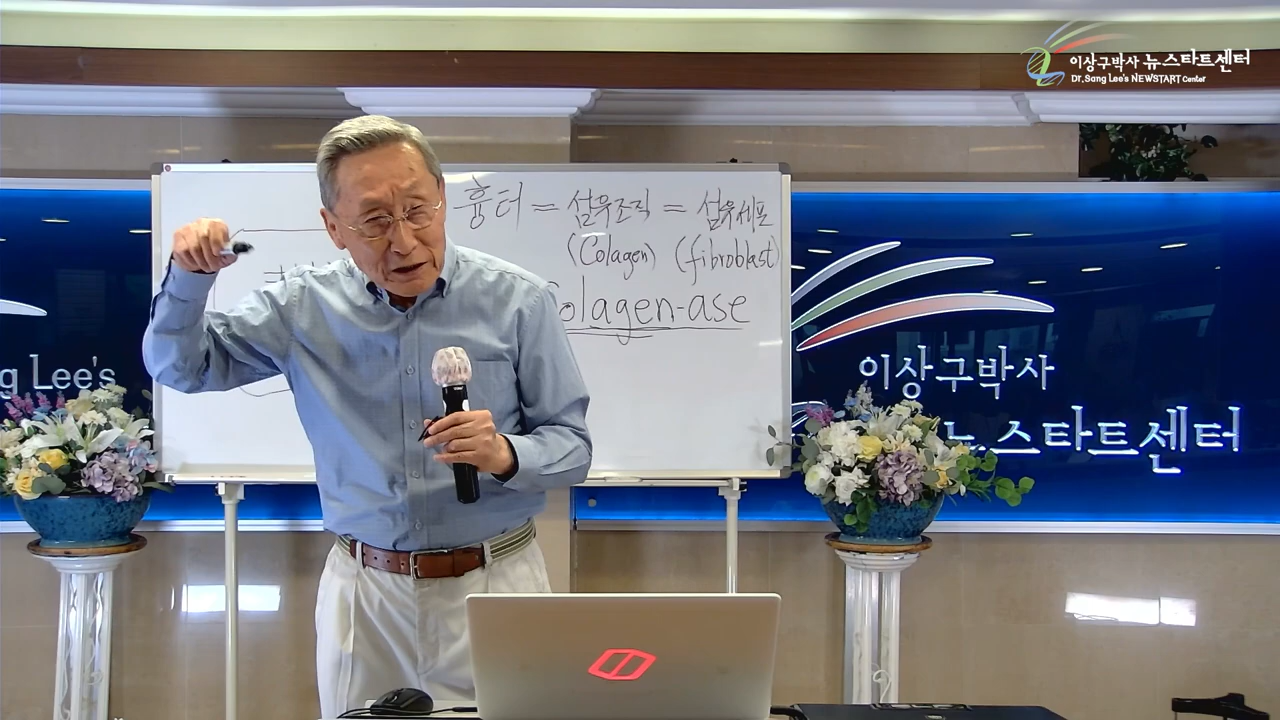 이상구박사 뉴스타트센터
Dr. Sang Lee's NEWSTART Center
흉터 = 섬유조직 = 섬유세포
(Colagen) (fibroblast)
olagen-ase
g Lee's
이상구박사
뉴스타트센터